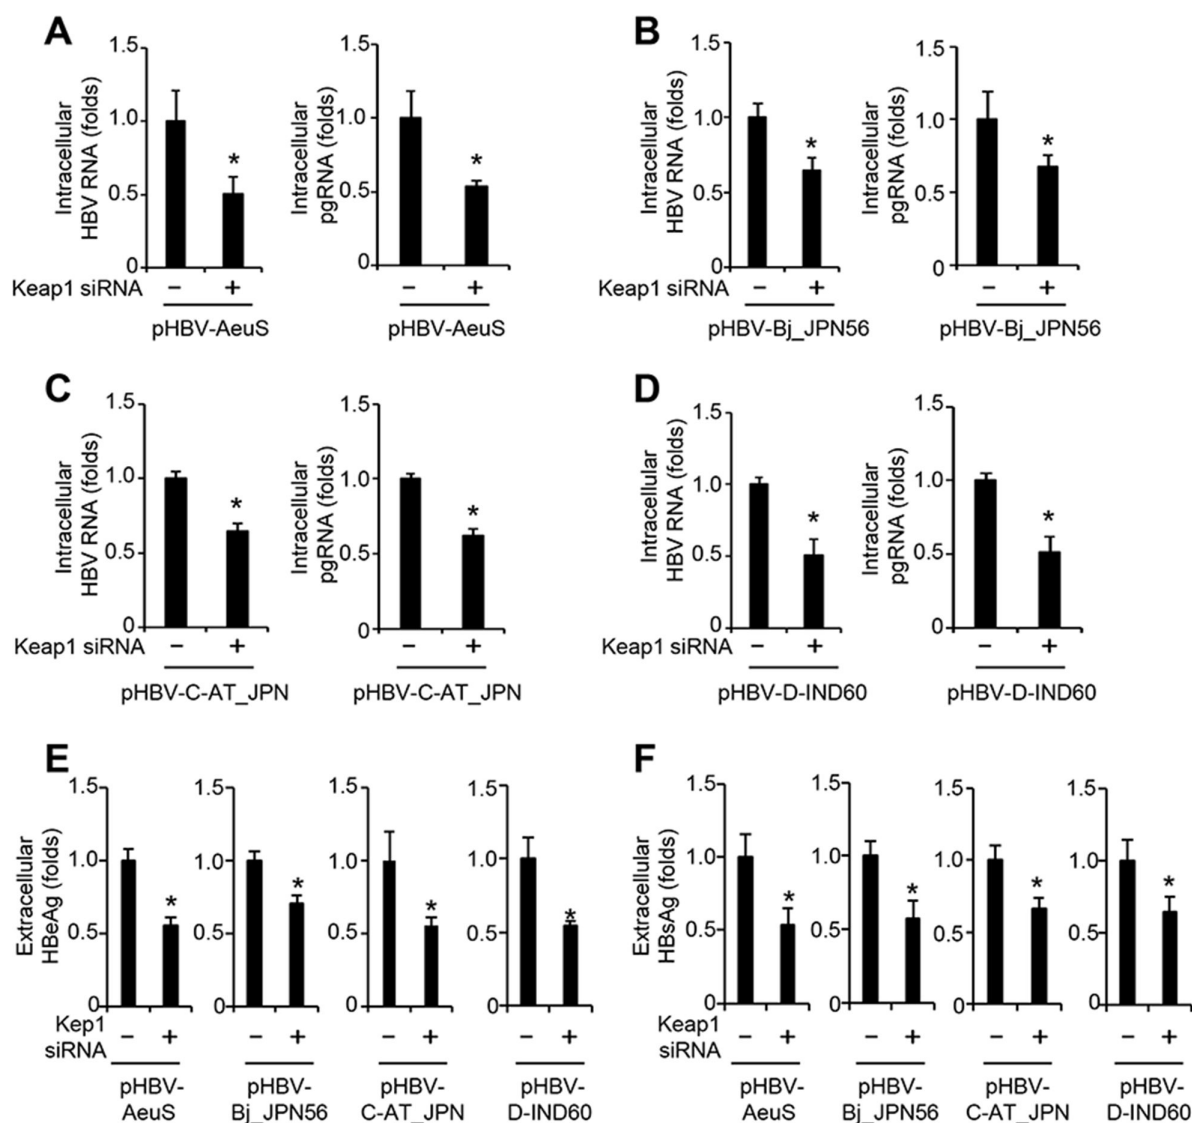 A
Intracellular
HBV RNA (folds)
1.5
1.0
0.5
0
*
Intracellular
pgRNA (folds)
1.5
1.0
0.5
0
*
Keap1 siRNA − + − +
pHBV-AeuS pHBV-AeuS
B
Intracellular
HBV RNA (folds)
1.5
1.0
0.5
0
*
Intracellular
pgRNA (folds)
1.5
1.0
0.5
0
*
Keap1 siRNA − + − +
pHBV-Bj_JPN56 pHBV-Bj_JPN56
C
Intracellular
HBV RNA (folds)
1.5
1.0
0.5
0
*
Intracellular
pgRNA (folds)
1.5
1.0
0.5
0
*
Keap1 siRNA − + − +
pHBV-C-AT_JPN pHBV-C-AT_JPN
D
Intracellular
HBV RNA (folds)
1.5
1.0
0.5
0
*
Intracellular
pgRNA (folds)
1.5
1.0
0.5
0
*
Keap1 siRNA − + − +
pHBV-D-IND60 pHBV-D-IND60
E
Extracellular
HBeAg (folds)
1.5
1.0
0.5
0
*
1.5
1.0
0.5
0
*
1.5
1.0
0.5
0
*
1.5
1.0
0.5
0
*
Kep1
siRNA − + − + − + − +
pHBV- pHBV- pHBV- pHBV-
AeuS Bj_JPN56 C-AT_JPN D-IND60
F
Extracellular
HBsAg (folds)
1.5
1.0
0.5
0
*
1.5
1.0
0.5
0
*
1.5
1.0
0.5
0
*
1.5
1.0
0.5
0
*
Keap1
siRNA − + − + − + − +
pHBV- pHBV- pHBV- pHBV-
AeuS Bj_JPN56 C-AT_JPN D-IND60